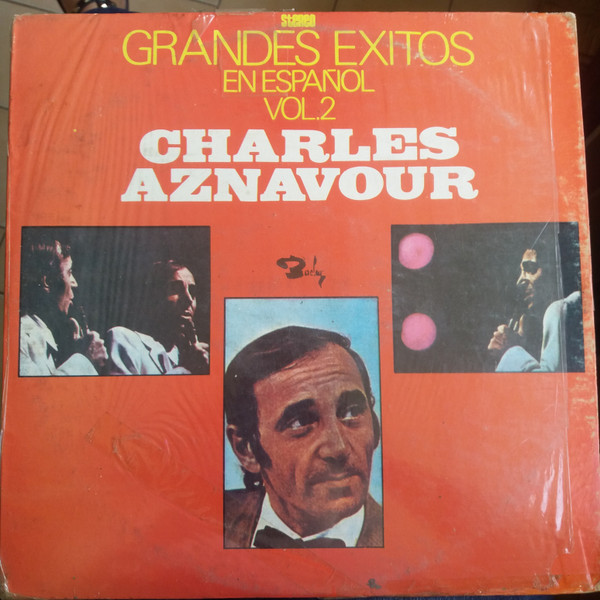 stereo
GRANDES EXITOS
EN ESPAÑOL
VOL.2
CHARLES
AZNAVOUR
Barclay